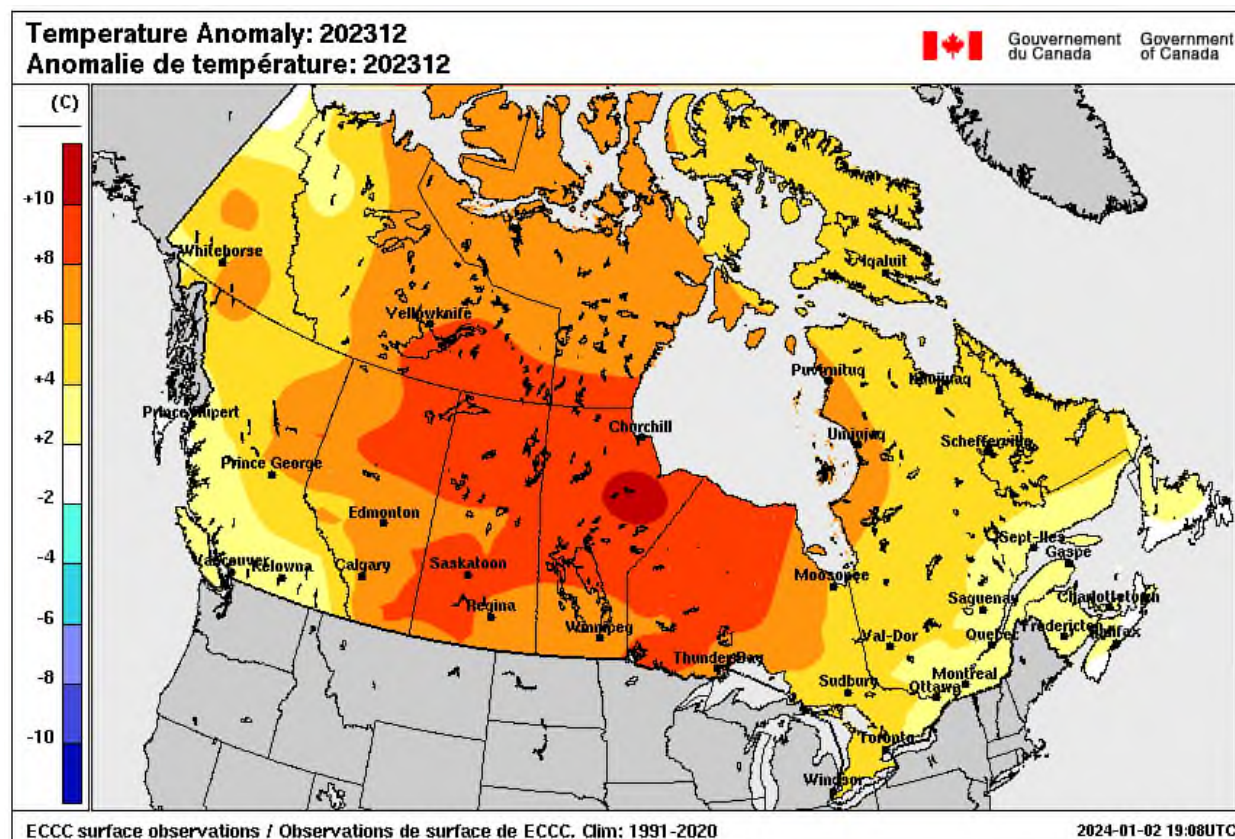 Temperature Anomaly: 202312
Anomalie de température: 202312
Gouvernement du Canada
Government of Canada
(C)
+10
+8
+6
+4
+2
-2
-4
-6
-8
-10
Whitehorse
Iqaluit
Yellowknife
Puvirnituq
Kuujjuaq
Prince Rupert
Churchill
Umiujaq
Schefferville
Prince George
Edmonton
Sept-Iles
Gaspe
Vancouver
Kelowna
Calgary
Saskatoon
Moosonee
Charlottetown
Regina
Saguenay
Winnipeg
Val-Dor
Quebec
Fredericton
Halifax
Thunder Bay
Sudbury
Ottawa
Montreal
Toronto
Windsor
ECCC surface observations / Observations de surface de ECCC. Clim: 1991-2020
2024-01-02 19:08UTC